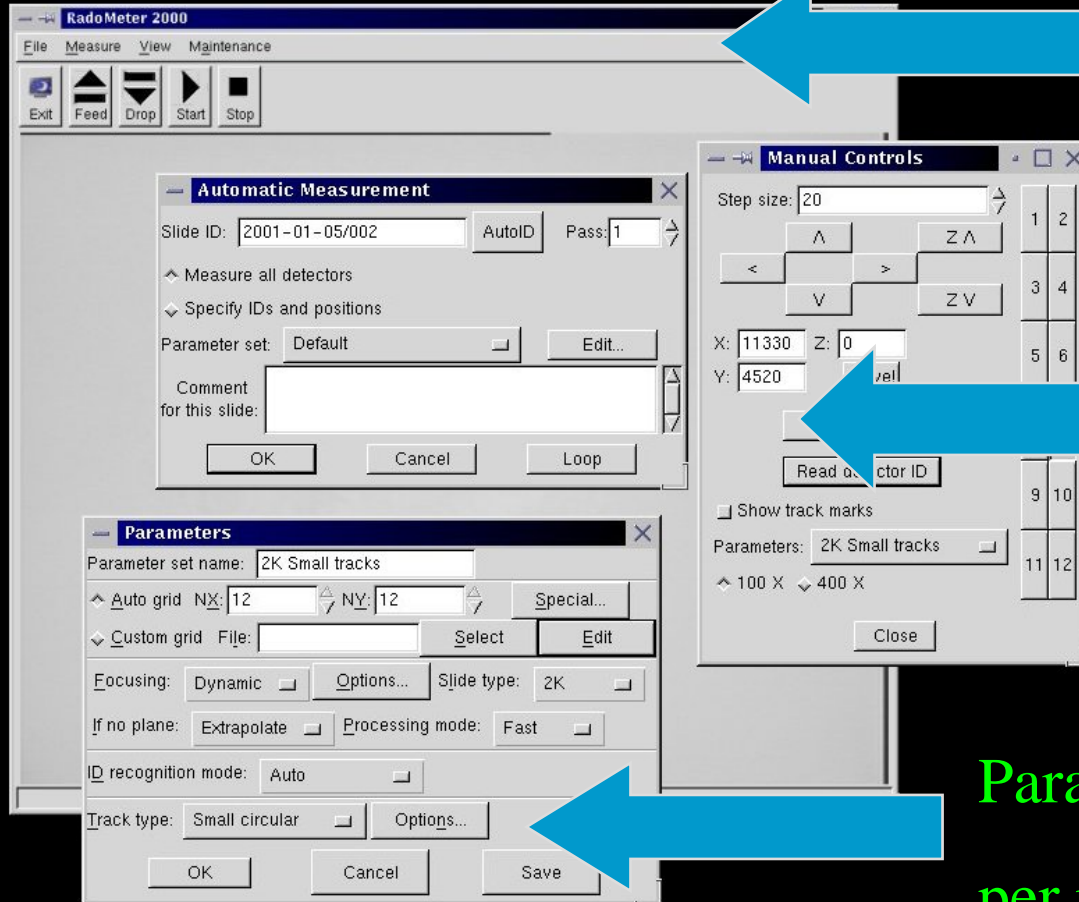 RadoMeter 2000
File Measure View Maintenance
Exit Feed Drop Start Stop
Automatic Measurement
Slide ID: 2001-01-05/002 AutoID Pass: 1
Measure all detectors
Specify IDs and positions
Parameter set: Default Edit...
Comment
for this slide:
OK Cancel Loop
Manual Controls
Step size: 20
1 2
Λ Z Λ
< >
3 4
V Z V
X: 11330 Z: 0
5 6
Y: 4520
Read detector ID
9 10
Show track marks
Parameters: 2K Small tracks
11 12
100 X 400 X
Close
Parameters
Parameter set name: 2K Small tracks
Auto grid NX: 12 NY: 12 Special...
Custom grid File: Select Edit
Focusing: Dynamic Options... Slide type: 2K
If no plane: Extrapolate Processing mode: Fast
ID recognition mode: Auto
Track type: Small circular Options...
OK Cancel Save
Para
per